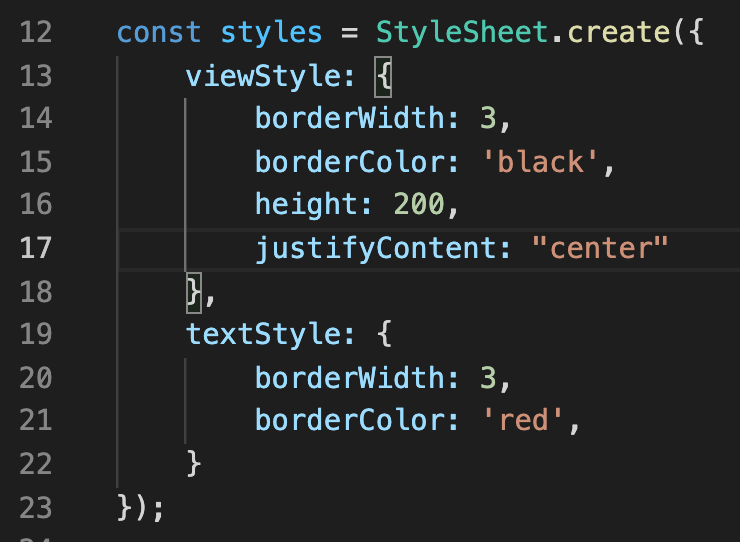 12 const styles = StyleSheet.create({
13     viewStyle: {
14         borderWidth: 3,
15         borderColor: 'black',
16         height: 200,
17         justifyContent: "center"
18     },
19     textStyle: {
20         borderWidth: 3,
21         borderColor: 'red',
22     }
23 });